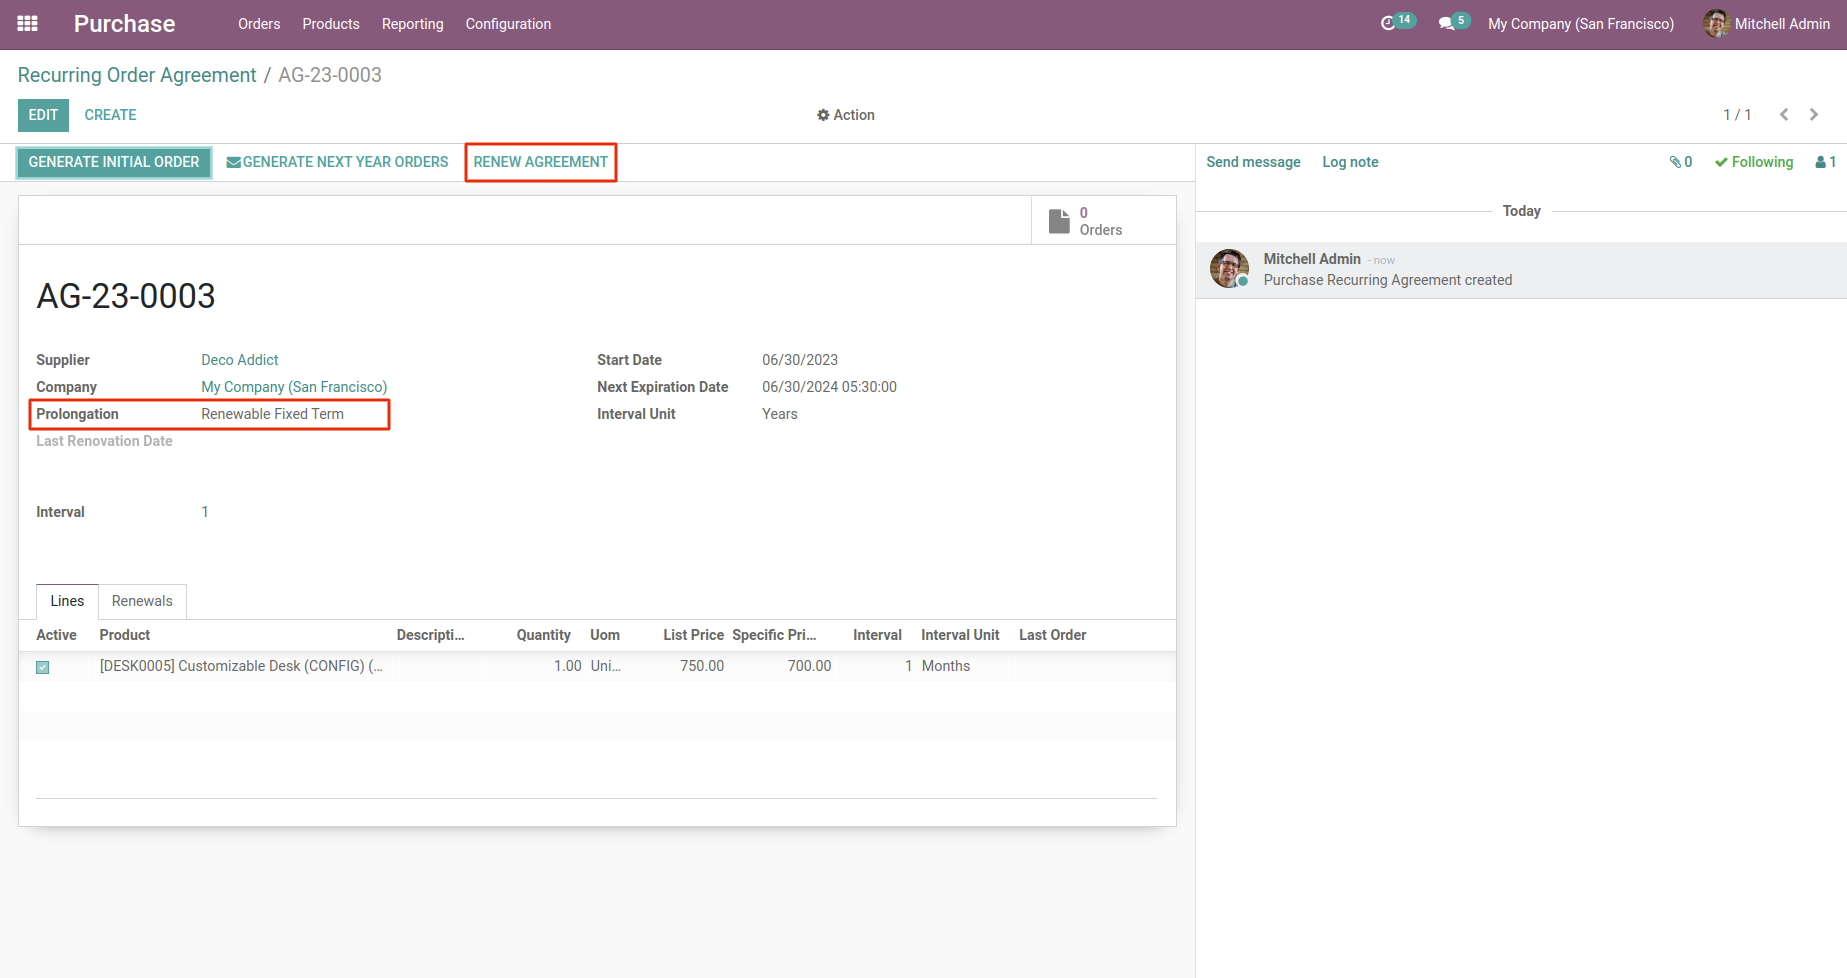 Purchase Orders Products Reporting Configuration 14 5 My Company (San Francisco) Mitchell Admin
Recurring Order Agreement / AG-23-0003
EDIT CREATE Action 1 / 1
GENERATE INITIAL ORDER GENERATE NEXT YEAR ORDERS RENEW AGREEMENT Send message Log note 0 Following 1
Today
0
Orders
Mitchell Admin - now
Purchase Recurring Agreement created
AG-23-0003
Supplier Deco Addict Start Date 06/30/2023
Company My Company (San Francisco) Next Expiration Date 06/30/2024 05:30:00
Prolongation Renewable Fixed Term Interval Unit Years
Last Renovation Date
Interval 1
Lines Renewals
Active Product Descripti... Quantity Uom List Price Specific Pri... Interval Interval Unit Last Order
[DESK0005] Customizable Desk (CONFIG) (... 1.00 Uni... 750.00 700.00 1 Months